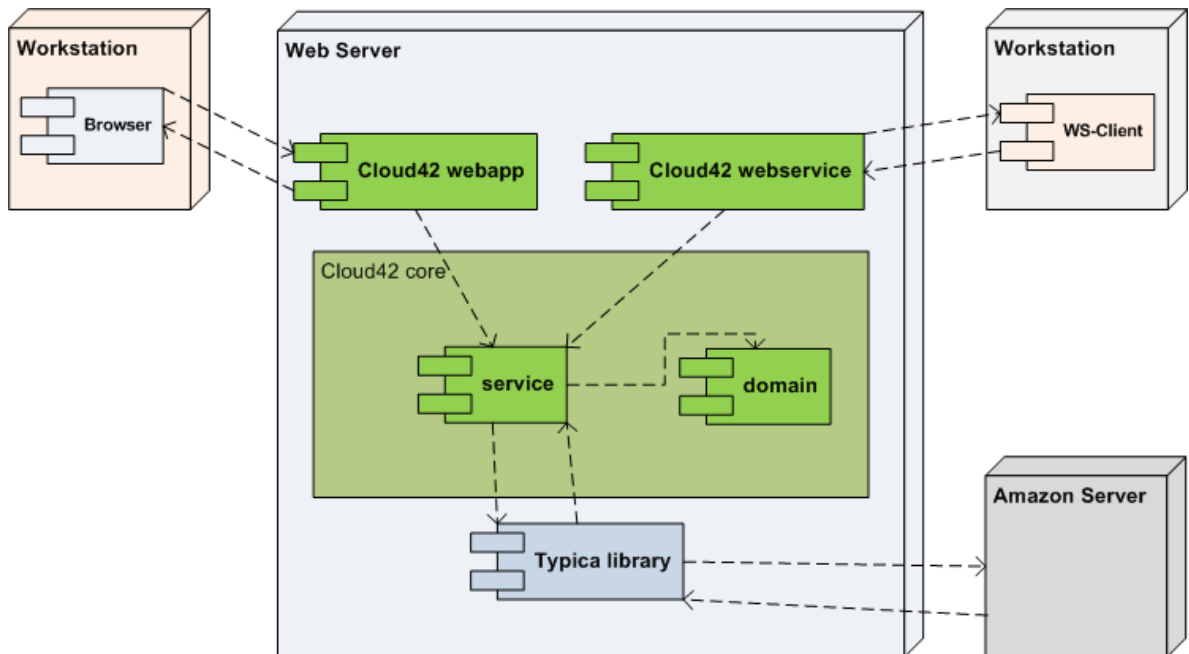 Workstation
Browser
Web Server
Workstation
WS-Client
Cloud42 webapp
Cloud42 webservice
Cloud42 core
service
domain
Typica library
Amazon Server